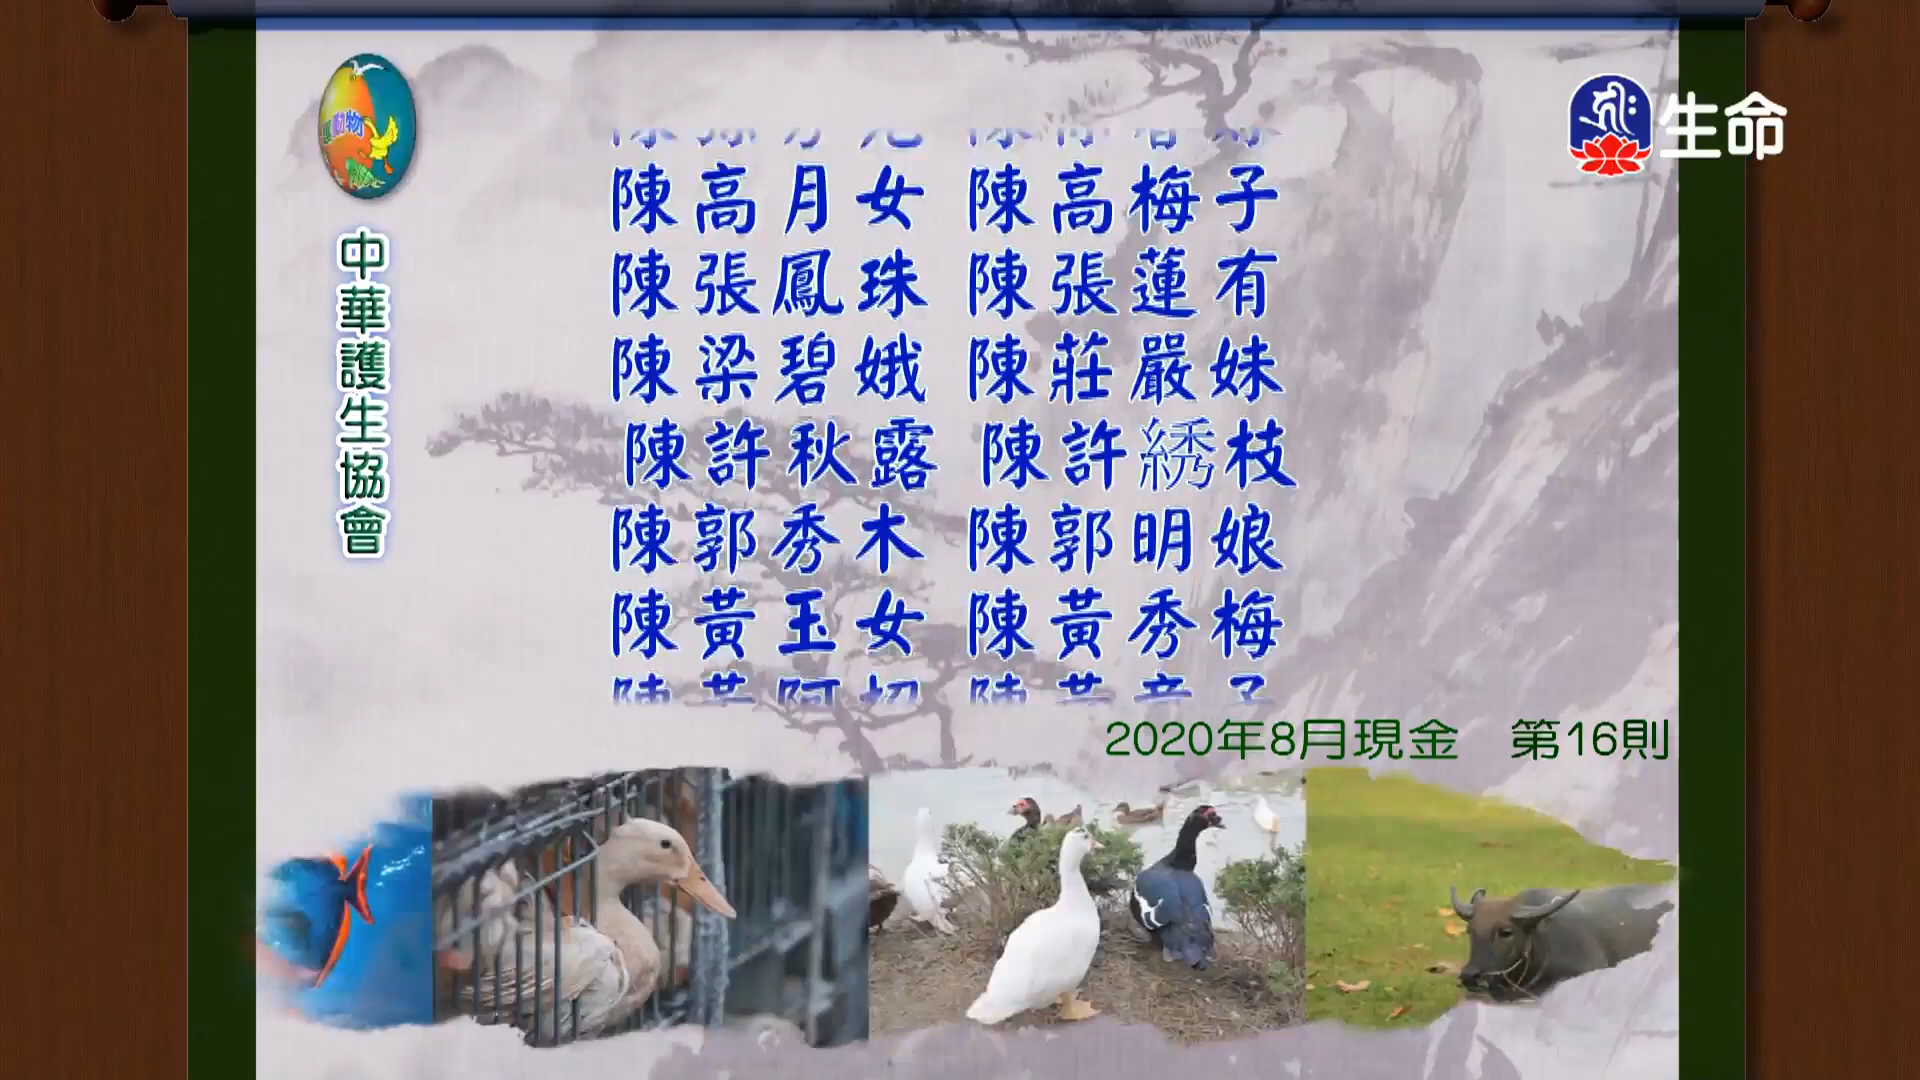 動物
生命
中華護生協會
陳高月女 陳高梅子
陳張鳳珠 陳張蓮有
陳梁碧娥 陳莊嚴妹
陳許秋露 陳許綉枝
陳郭秀木 陳郭明娘
陳黃玉女 陳黃秀梅
2020年8月現金 第16則